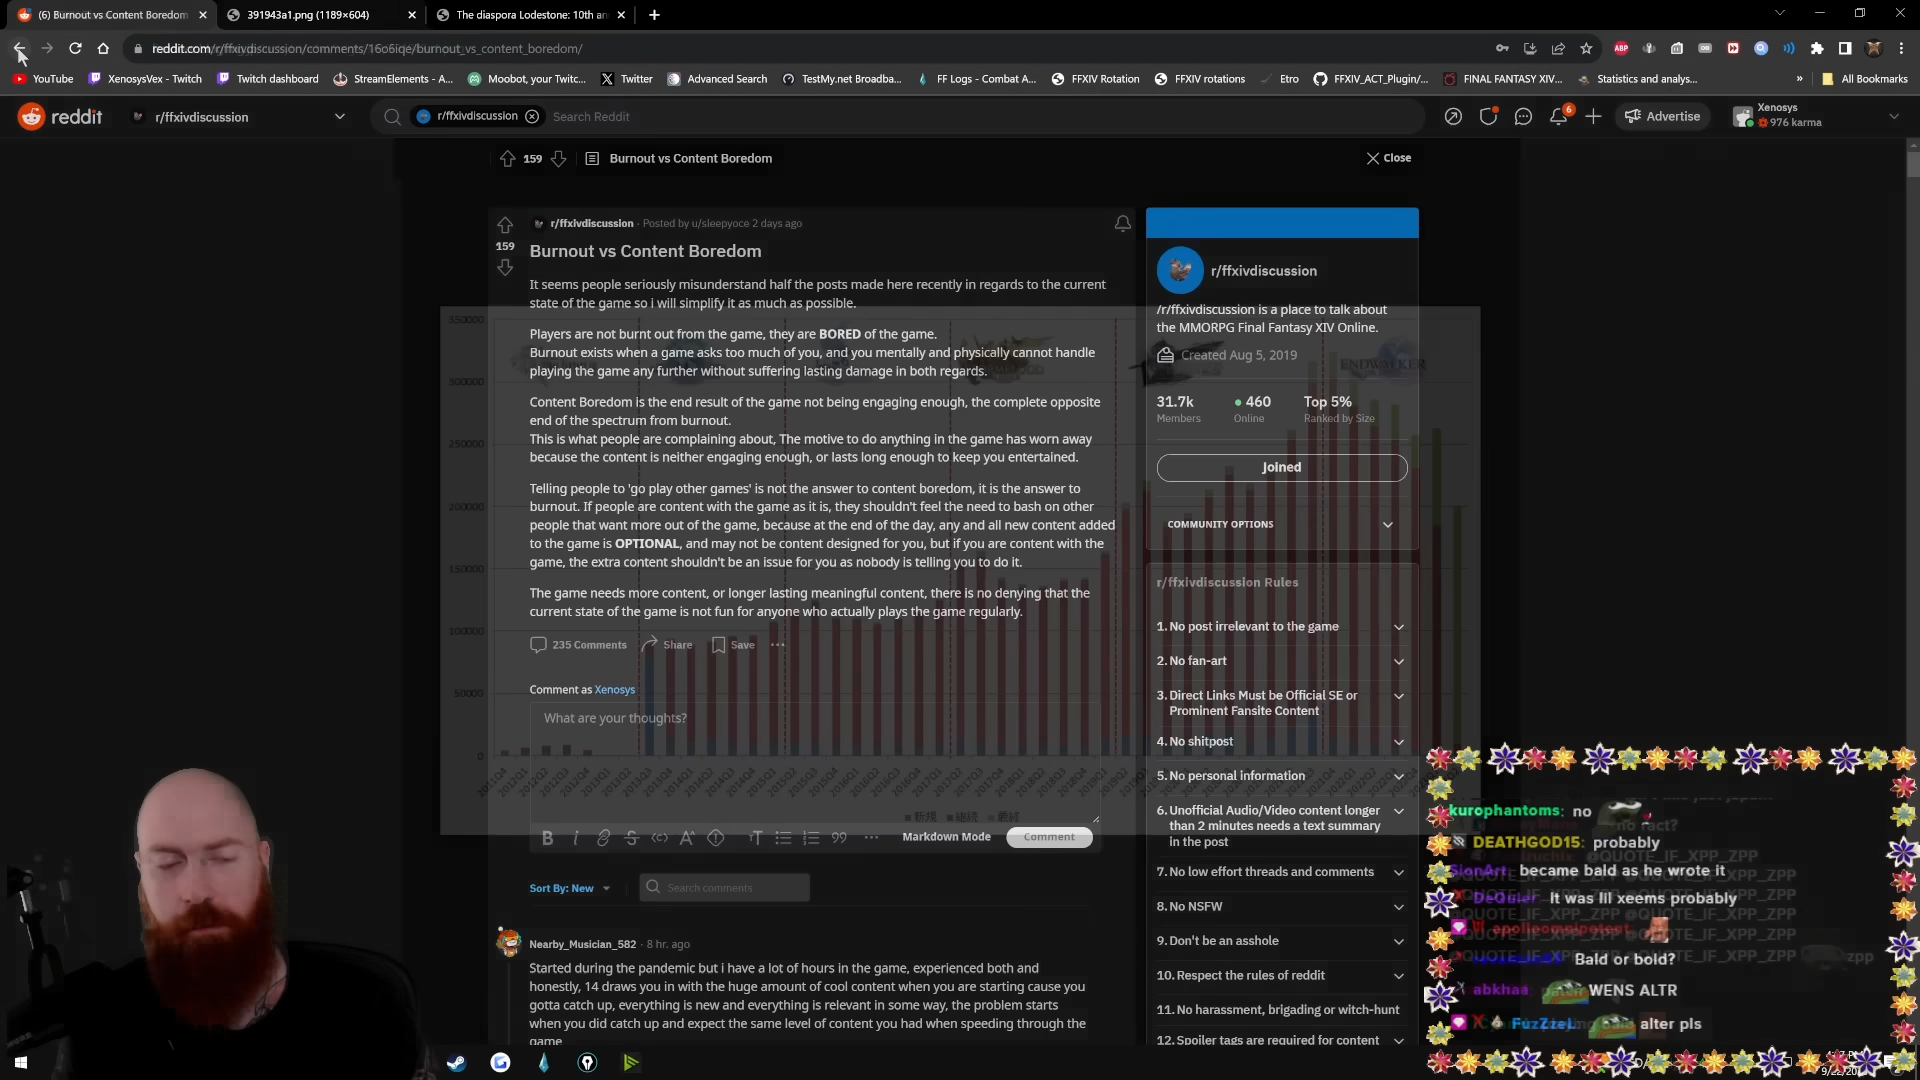 (6) Burnout vs Content Boredom
391943a1.png (1189×604)
The diaspora Lodestone: 10th an
reddit.com/r/ffxivdiscussion/comments/16o6iqe/burnout_vs_content_boredom/
YouTube
XenosysVex - Twitch
Twitch dashboard
StreamElements - A...
Moobot, your Twitc...
Twitter
Advanced Search
TestMy.net Broadba...
FF Logs - Combat A...
FFXIV Rotation
FFXIV rotations
Etro
FFXIV_ACT_Plugin/...
FINAL FANTASY XIV...
Statistics and analys...
All Bookmarks
reddit
r/ffxivdiscussion
r/ffxivdiscussion
Search Reddit
6
Advertise
Xenosys
976 karma
159
Burnout vs Content Boredom
Close
r/ffxivdiscussion · Posted by u/sleepyoce 2 days ago
159
Burnout vs Content Boredom
It seems people seriously misunderstand half the posts made here recently in regards to the current
state of the game so i will simplify it as much as possible.
Players are not burnt out from the game, they are BORED of the game.
Burnout exists when a game asks too much of you, and you mentally and physically cannot handle
playing the game any further without suffering lasting damage in both regards.
Content Boredom is the end result of the game not being engaging enough, the complete opposite
end of the spectrum from burnout.
This is what people are complaining about, The motive to do anything in the game has worn away
because the content is neither engaging enough, or lasts long enough to keep you entertained.
Telling people to 'go play other games' is not the answer to content boredom, it is the answer to
burnout. If people are content with the game as it is, they shouldn't feel the need to bash on other
people that want more out of the game, because at the end of the day, any and all new content added
to the game is OPTIONAL, and may not be content designed for you, but if you are content with the
game, the extra content shouldn't be an issue for you as nobody is telling you to do it.
The game needs more content, or longer lasting meaningful content, there is no denying that the
current state of the game is not fun for anyone who actually plays the game regularly.
235 Comments
Share
Save
Comment as Xenosys
What are your thoughts?
Markdown Mode
Comment
Sort By: New
Search comments
Nearby_Musician_582 · 8 hr. ago
Started during the pandemic but i have a lot of hours in the game, experienced both and
honestly, 14 draws you in with the huge amount of cool content when you are starting cause you
gotta catch up, everything is new and everything is relevant in some way, the problem starts
when you did catch up and expect the same level of content you had when speeding through the
game
350000
300000
250000
200000
150000
100000
50000
0
ENDWALKER
r/ffxivdiscussion
/r/ffxivdiscussion is a place to talk about
the MMORPG Final Fantasy XIV Online.
Created Aug 5, 2019
31.7k
Members
460
Online
Top 5%
Ranked by Size
Joined
COMMUNITY OPTIONS
r/ffxivdiscussion Rules
1. No post irrelevant to the game
2. No fan-art
3. Direct Links Must be Official SE or
Prominent Fansite Content
4. No shitpost
5. No personal information
6. Unofficial Audio/Video content longer
than 2 minutes needs a text summary
in the post
7. No low effort threads and comments
8. No NSFW
9. Don't be an asshole
10. Respect the rules of reddit
11. No harassment, brigading or witch-hunt
12. Spoiler tags are required for content
kurophantoms: no
DEATHGOD15: probably
became bald as he wrote it
DeQuler: It was lil xeems probably
Bald or bold?
abkhaa: WENS ALTR
FuzzzieL: alter pls